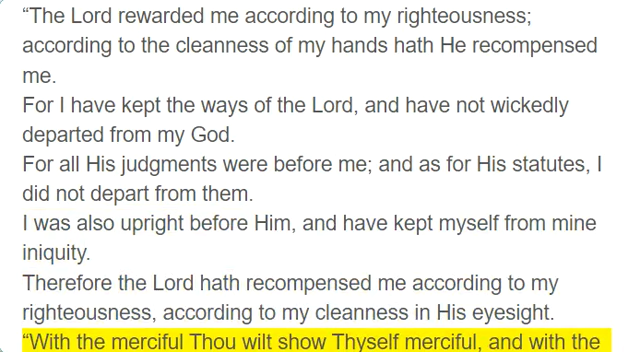 “The Lord rewarded me according to my righteousness;
according to the cleanness of my hands hath He recompensed
me.
For I have kept the ways of the Lord, and have not wickedly
departed from my God.
For all His judgments were before me; and as for His statutes, I
did not depart from them.
I was also upright before Him, and have kept myself from mine
iniquity.
Therefore the Lord hath recompensed me according to my
righteousness, according to my cleanness in His eyesight.
“With the merciful Thou wilt show Thyself merciful, and with the